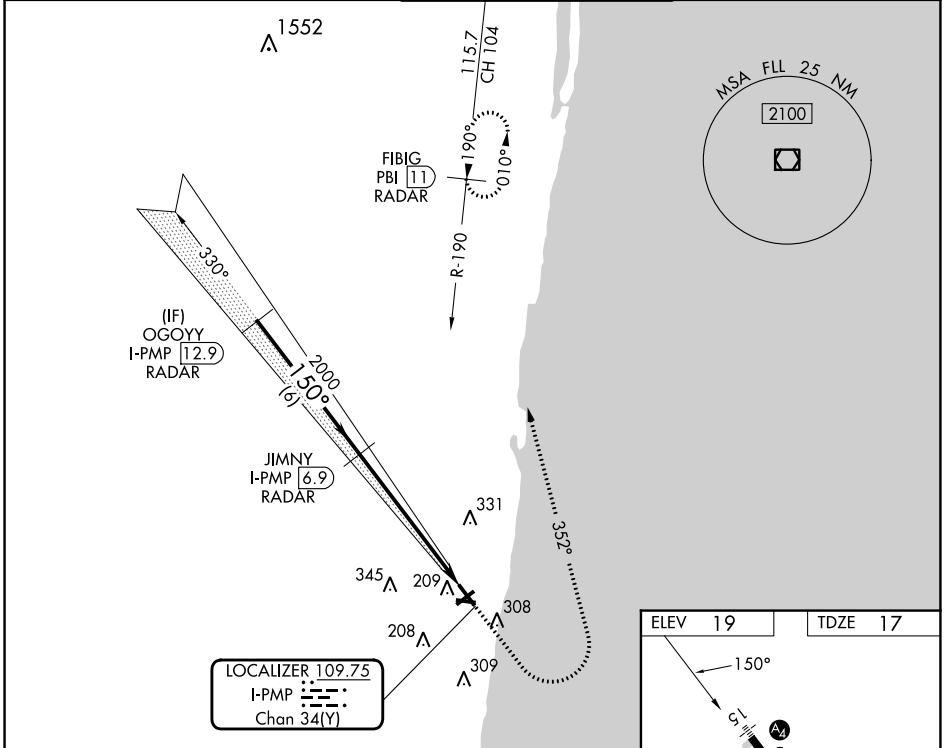 1552
115.7
CH 104
190°
010°
FIBIG
PBI 11
RADAR
R-190
MSA FLL 25 NM
2100
330°
(IF)
OGOYY
I-PMP 12.9
RADAR
2000
150°
(6)
JIMNY
I-PMP 6.9
RADAR
331
352°
345
209
308
208
309
LOCALIZER 109.75
I-PMP
Chan 34(Y)
ELEV 19
TDZE 17
150°
15
A4